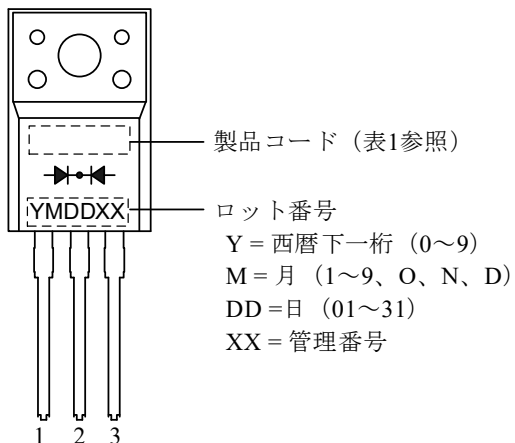 製品コード（表1参照）
YMDDXX
ロット番号
Y = 西暦下一桁（0～9）
M = 月（1～9、O、N、D）
DD =日（01～31）
XX = 管理番号
1 2 3